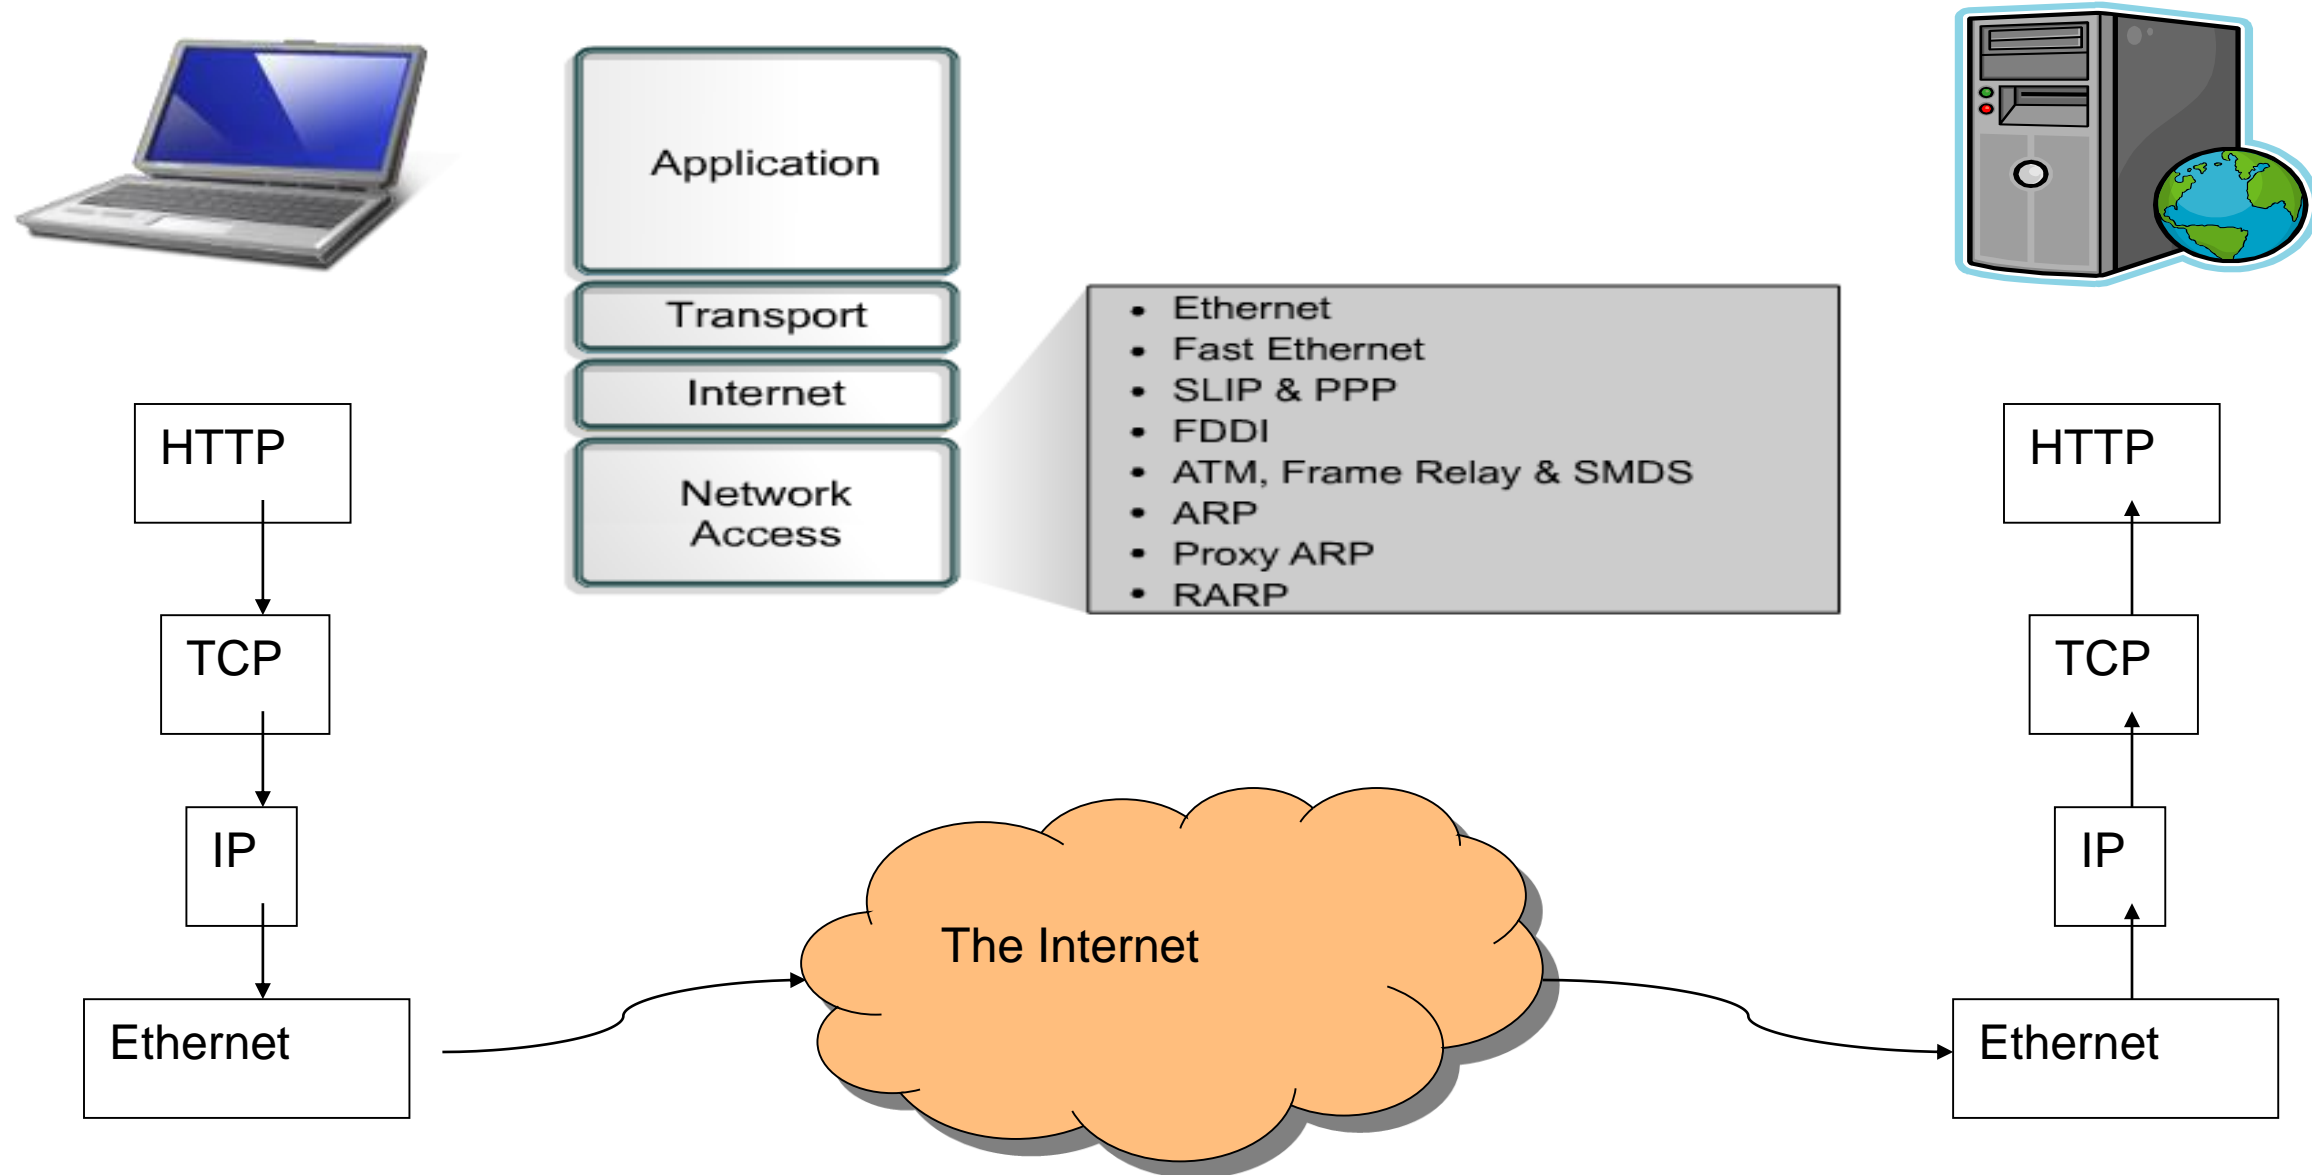 Application
Transport
Internet
Network
Access
• Ethernet
• Fast Ethernet
• SLIP & PPP
• FDDI
• ATM, Frame Relay & SMDS
• ARP
• Proxy ARP
• RARP
HTTP
TCP
IP
Ethernet
The Internet
HTTP
TCP
IP
Ethernet